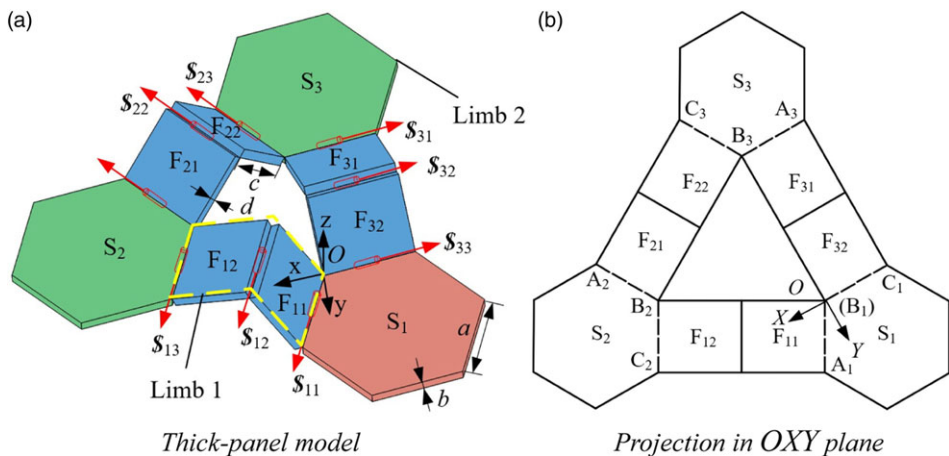 (a)
S₃
$₂₃
$₂₂
F₂₂
Limb 2
$₃₁
F₃₁
F₂₁
c
$₃₂
d
z
S₂
F₁₂
O
F₃₂
$₃₃
x
F₁₁
y
S₁
a
$₁₃
$₁₂
Limb 1
$₁₁
b
Thick-panel model
(b)
S₃
C₃
A₃
B₃
F₂₂
F₃₁
F₂₁
F₃₂
A₂
C₁
B₂
O
(B₁)
S₂
X
S₁
F₁₂
F₁₁
Y
C₂
A₁
Projection in OXY plane